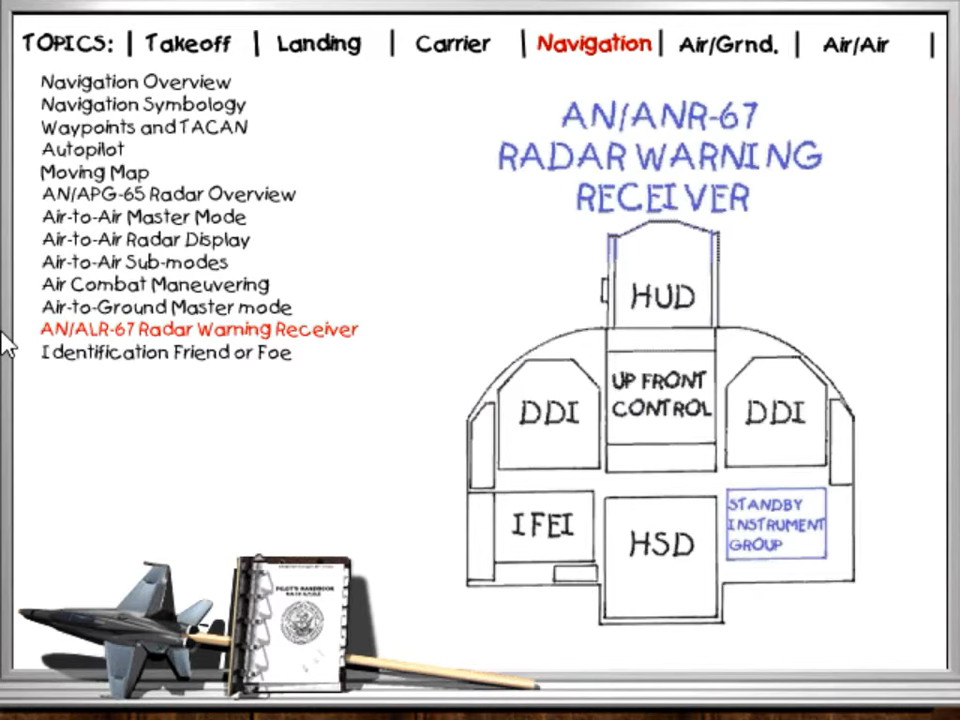 TOPICS: | Takeoff | Landing | Carrier | Navigation | Air/Grnd. | Air/Air |
Navigation Overview
Navigation Symbology
Waypoints and TACAN
Autopilot
Moving Map
AN/APG-65 Radar Overview
Air-to-Air Master Mode
Air-to-Air Radar Display
Air-to-Air Sub-modes
Air Combat Maneuvering
Air-to-Ground Master mode
AN/ALR-67 Radar Warning Receiver
Identification Friend or Foe
AN/ANR-67
RADAR WARNING
RECEIVER
HUD
DDI
UP FRONT
CONTROL
DDI
IFEI
HSD
STANDBY
INSTRUMENT
GROUP
PILOT'S HANDBOOK